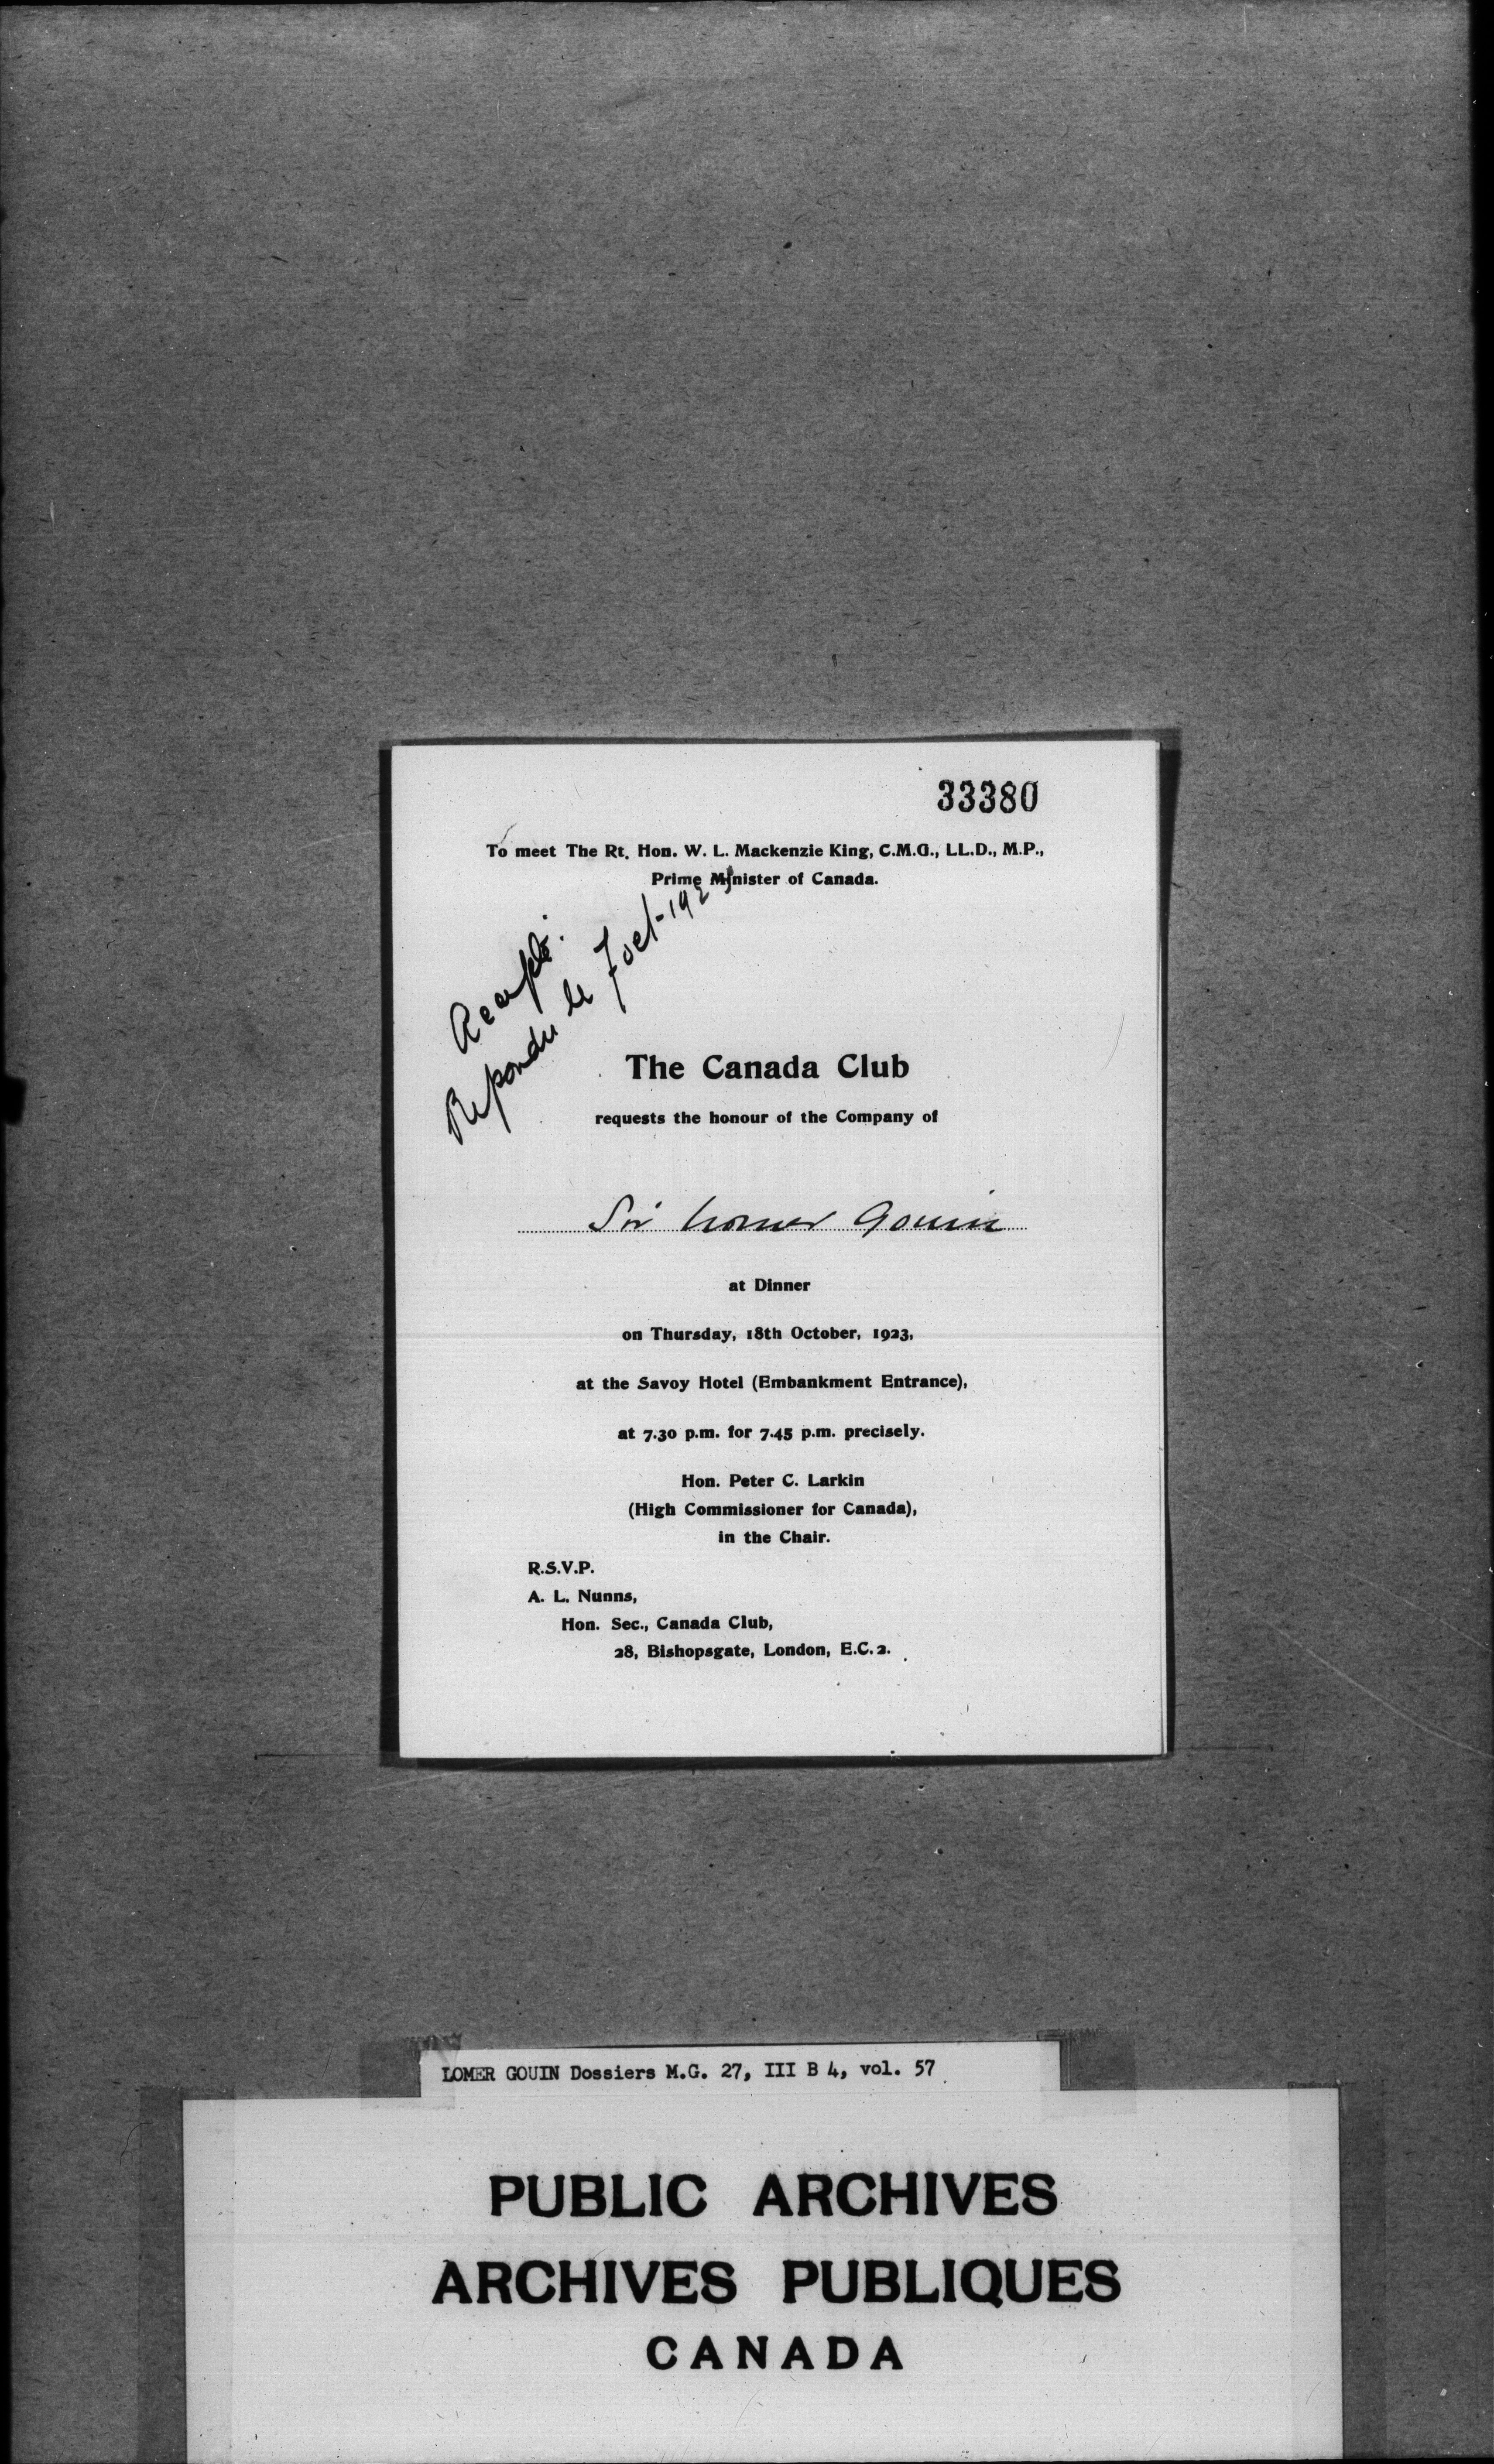 33380
To meet The Rt. Hon. W. L. Mackenzie King, C.M.G., LL.D., M.P.,
Prime Minister of Canada.
Accepté.
Répondu le 7 oct-1923
The Canada Club
requests the honour of the Company of
Sir Lomer Gouin
at Dinner
on Thursday, 18th October, 1923,
at the Savoy Hotel (Embankment Entrance),
at 7.30 p.m. for 7.45 p.m. precisely.
Hon. Peter C. Larkin
(High Commissioner for Canada),
in the Chair.
R.S.V.P.
A. L. Nunns,
Hon. Sec., Canada Club,
28, Bishopsgate, London, E.C.2.
LOMER GOUIN Dossiers M.G. 27, III B 4, vol. 57
PUBLIC ARCHIVES
ARCHIVES PUBLIQUES
CANADA